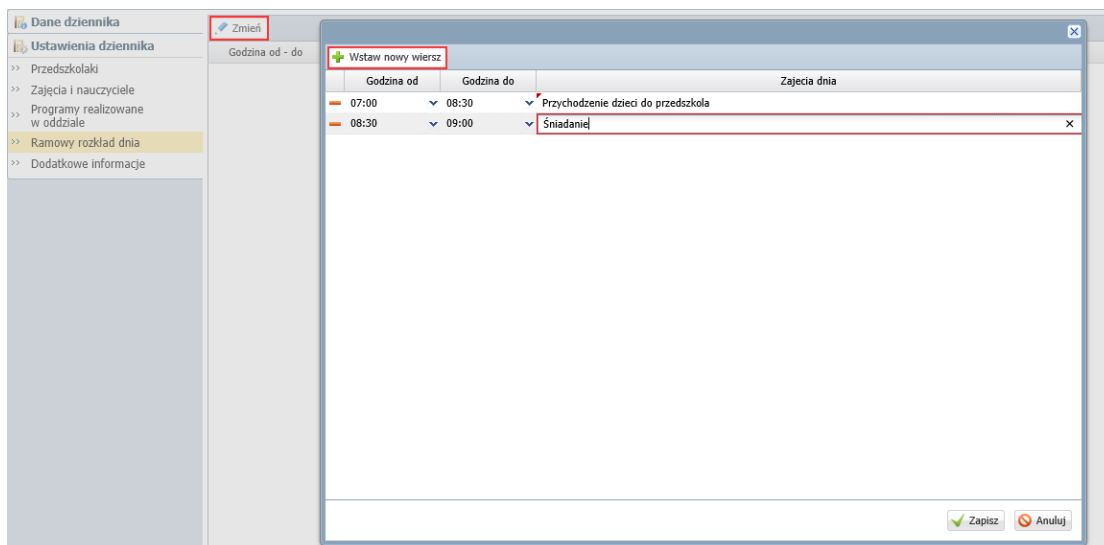 Dane dziennika
Ustawienia dziennika
>> Przedszkolaki
>> Zajęcia i nauczyciele
>> Programy realizowane
w oddziale
>> Ramowy rozkład dnia
>> Dodatkowe informacje
Zmień
Godzina od - do
Wstaw nowy wiersz
Godzina od Godzina do Zajecia dnia
07:00 08:30 Przychodzenie dzieci do przedszkola
08:30 09:00 Śniadanie
Zapisz Anuluj